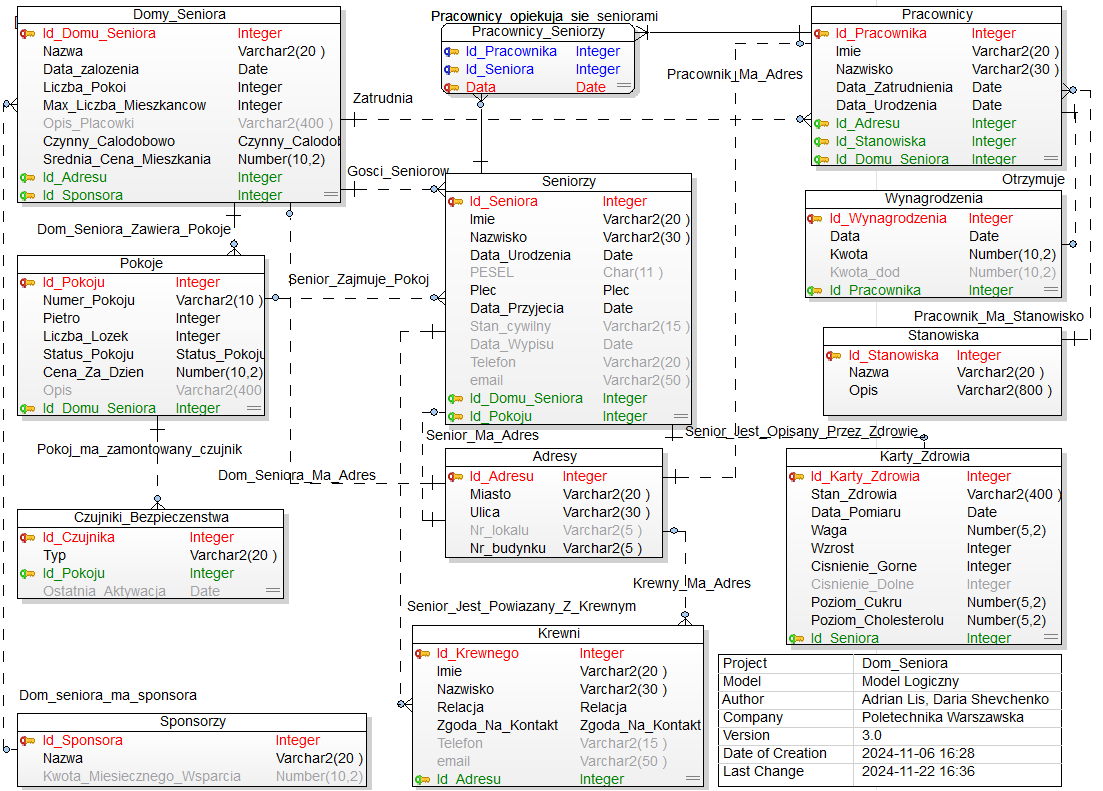 Domy_Seniora
Id_Domu_Seniora Integer
Nazwa Varchar2(20 )
Data_zalozenia Date
Liczba_Pokoi Integer
Max_Liczba_Mieszkancow Integer
Opis_Placowki Varchar2(400 )
Czynny_Calodobowo Czynny_Calodob
Srednia_Cena_Mieszkania Number(10,2)
Id_Adresu Integer
Id_Sponsora Integer
Pracownicy_opiekuja_sie_seniorami
Pracownicy_Seniorzy
Id_Pracownika Integer
Id_Seniora Integer
Data Date
Pracownicy
Id_Pracownika Integer
Imie Varchar2(20 )
Nazwisko Varchar2(30 )
Data_Zatrudnienia Date
Data_Urodzenia Date
Id_Adresu Integer
Id_Stanowiska Integer
Id_Domu_Seniora Integer
Pracownik_Ma_Adres
Zatrudnia
Gosci_Seniorow
Otrzymuje
Seniorzy
Id_Seniora Integer
Imie Varchar2(20 )
Nazwisko Varchar2(30 )
Data_Urodzenia Date
PESEL Char(11 )
Plec Plec
Data_Przyjecia Date
Stan_cywilny Varchar2(15 )
Data_Wypisu Date
Telefon Varchar2(20 )
email Varchar2(50 )
Id_Domu_Seniora Integer
Id_Pokoju Integer
Wynagrodzenia
Id_Wynagrodzenia Integer
Data Date
Kwota Number(10,2)
Kwota_dod Number(10,2)
Id_Pracownika Integer
Dom_Seniora_Zawiera_Pokoje
Pokoje
Id_Pokoju Integer
Numer_Pokoju Varchar2(10 )
Pietro Integer
Liczba_Lozek Integer
Status_Pokoju Status_Pokoju
Cena_Za_Dzien Number(10,2)
Opis Varchar2(400
Id_Domu_Seniora Integer
Senior_Zajmuje_Pokoj
Pracownik_Ma_Stanowisko
Stanowiska
Id_Stanowiska Integer
Nazwa Varchar2(20 )
Opis Varchar2(800 )
Senior_Ma_Adres
Senior_Jest_Opisany_Przez_Zdrowie
Pokoj_ma_zamontowany_czujnik
Dom_Seniora_Ma_Adres
Adresy
Id_Adresu Integer
Miasto Varchar2(20 )
Ulica Varchar2(30 )
Nr_lokalu Varchar2(5 )
Nr_budynku Varchar2(5 )
Karty_Zdrowia
Id_Karty_Zdrowia Integer
Stan_Zdrowia Varchar2(400 )
Data_Pomiaru Date
Waga Number(5,2)
Wzrost Integer
Cisnienie_Gorne Integer
Cisnienie_Dolne Integer
Poziom_Cukru Number(5,2)
Poziom_Cholesterolu Number(5,2)
Id_Seniora Integer
Czujniki_Bezpieczenstwa
Id_Czujnika Integer
Typ Varchar2(20 )
Id_Pokoju Integer
Ostatnia_Aktywacja Date
Krewny_Ma_Adres
Senior_Jest_Powiazany_Z_Krewnym
Krewni
Id_Krewnego Integer
Imie Varchar2(20 )
Nazwisko Varchar2(30 )
Relacja Relacja
Zgoda_Na_Kontakt Zgoda_Na_Kontakt
Telefon Varchar2(15 )
email Varchar2(50 )
Id_Adresu Integer
Dom_seniora_ma_sponsora
Sponsorzy
Id_Sponsora Integer
Nazwa Varchar2(20 )
Kwota_Miesiecznego_Wsparcia Number(10,2)
Project Dom_Seniora
Model Model Logiczny
Author Adrian Lis, Daria Shevchenko
Company Poletechnika Warszawska
Version 3.0
Date of Creation 2024-11-06 16:28
Last Change 2024-11-22 16:36